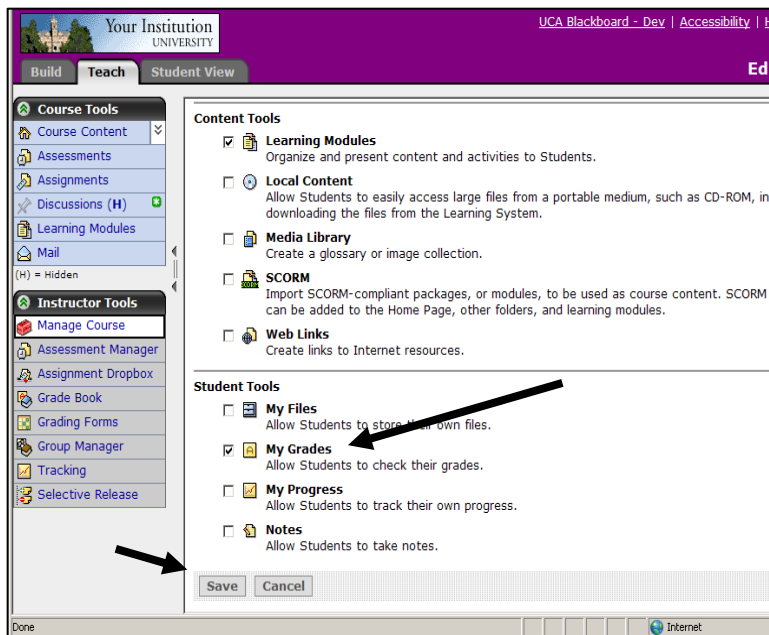 Your Institution
UNIVERSITY
UCA Blackboard - Dev | Accessibility | H
Build
Teach
Student View
Ed
Course Tools
Course Content
Assessments
Assignments
Discussions (H)
Learning Modules
Mail
(H) = Hidden
Instructor Tools
Manage Course
Assessment Manager
Assignment Dropbox
Grade Book
Grading Forms
Group Manager
Tracking
Selective Release
Content Tools
Learning Modules
Organize and present content and activities to Students.
Local Content
Allow Students to easily access large files from a portable medium, such as CD-ROM, in
downloading the files from the Learning System.
Media Library
Create a glossary or image collection.
SCORM
SCORM
Import SCORM-compliant packages, or modules, to be used as course content. SCORM
can be added to the Home Page, other folders, and learning modules.
Web Links
Create links to Internet resources.
Student Tools
My Files
Allow Students to store their own files.
My Grades
Allow Students to check their grades.
My Progress
Allow Students to track their own progress.
Notes
Allow Students to take notes.
Save
Cancel
Done
Internet